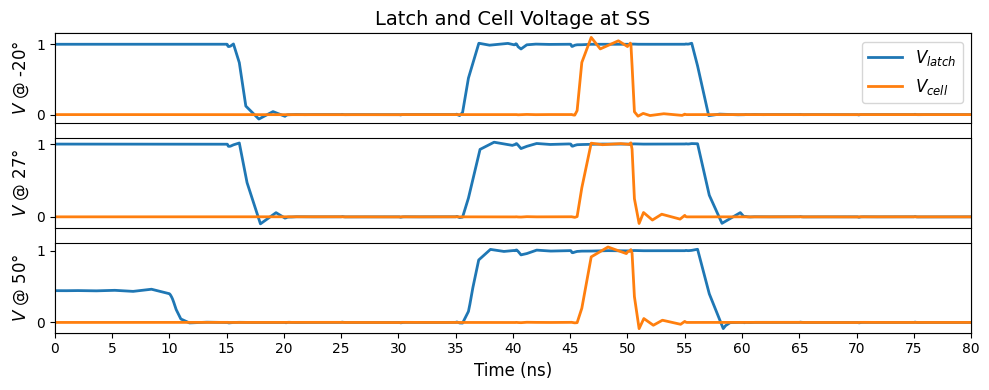 Latch and Cell Voltage at SS
V @ -20°
1
0
V_latch
V_cell
V @ 27°
1
0
V @ 50°
1
0
0 5 10 15 20 25 30 35 40 45 50 55 60 65 70 75 80
Time (ns)